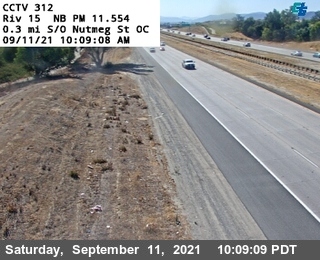 CCTV 312
Riv 15 NB PM 11.554
0.3 mi S/O Nutmeg St OC
09/11/21 10:09:08 AM
Saturday, September 11, 2021 10:09:09 PDT